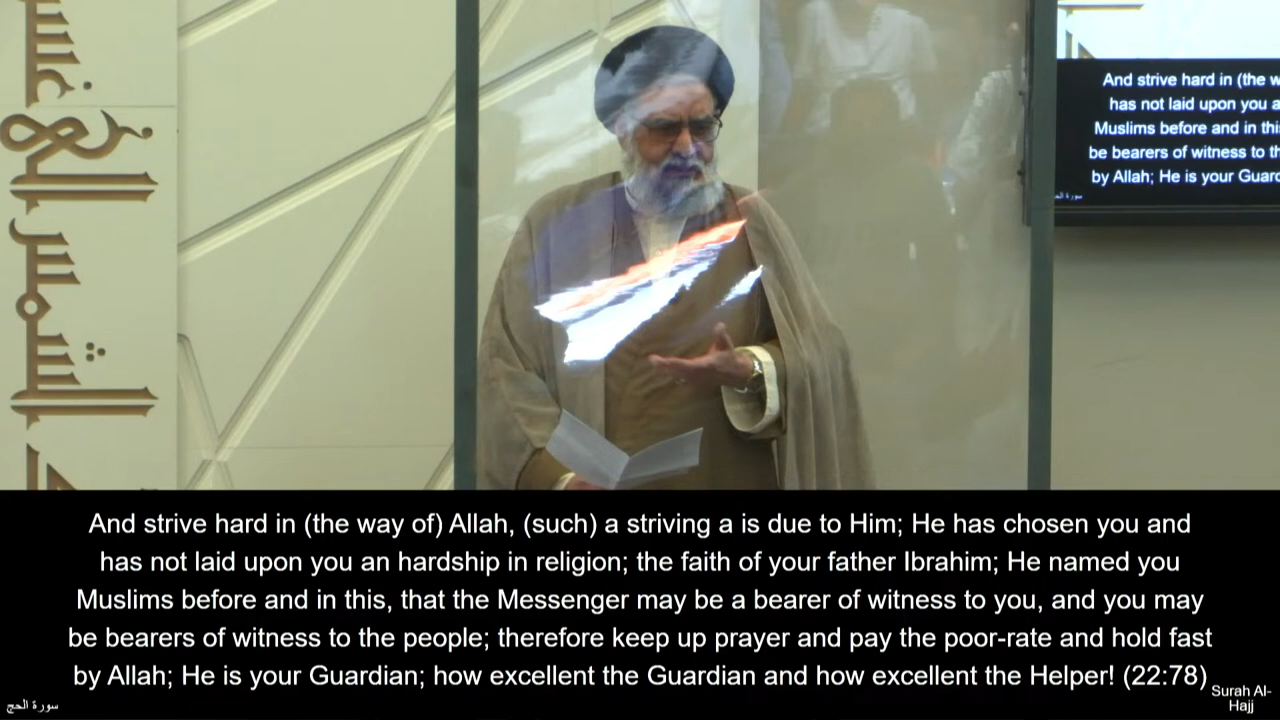 And strive hard in (the w
has not laid upon you a
Muslims before and in this
be bearers of witness to th
by Allah; He is your Guard
And strive hard in (the way of) Allah, (such) a striving a is due to Him; He has chosen you and
has not laid upon you an hardship in religion; the faith of your father Ibrahim; He named you
Muslims before and in this, that the Messenger may be a bearer of witness to you, and you may
be bearers of witness to the people; therefore keep up prayer and pay the poor-rate and hold fast
by Allah; He is your Guardian; how excellent the Guardian and how excellent the Helper! (22:78)
سورة الحج
Surah Al-
Hajj